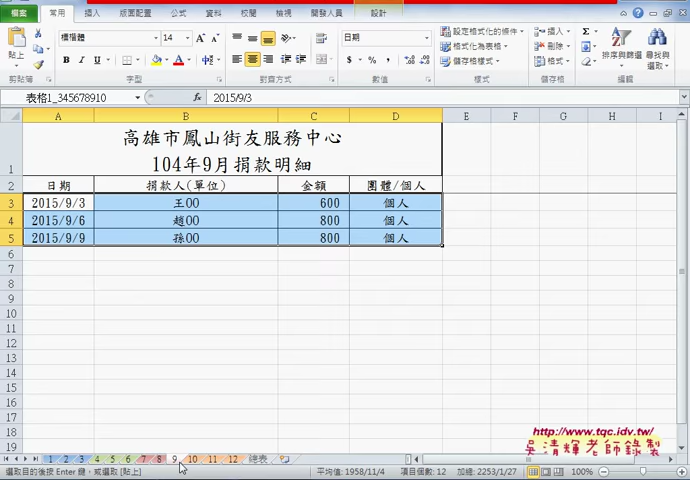 檔案 常用 插入 版面配置 公式 資料 校閱 檢視 開發人員 設計
貼上 標楷體 14 日期 設定格式化的條件 插入
B I U $ % 格式化為表格 刪除 排序與篩選 尋找與選取
儲存格樣式 格式
剪貼簿 字型 對齊方式 數值 樣式 儲存格 編輯
表格1_345678910 fx 2015/9/3
A B C D E F G H I
高雄市鳳山街友服務中心
1 104年9月捐款明細
2 日期 捐款人(單位) 金額 團體/個人
3 2015/9/3 王OO 600 個人
4 2015/9/6 趙OO 800 個人
5 2015/9/9 孫OO 800 個人
6
7
8
9
10
11
12
13
14
15
16
17
18
19
http://www.tqc.idv.tw/
吳清輝老師錄製
1 2 3 4 5 6 7 8 9 10 11 12 總表
選取目的後按 Enter 鍵，或選取 [貼上] 平均值: 1958/11/4 項目個數: 12 加總: 2253/1/27 100%